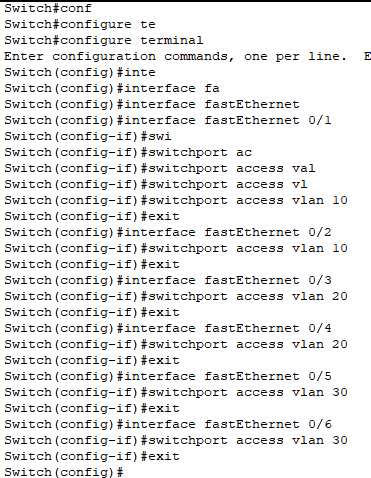 Switch#conf
Switch#configure te
Switch#configure terminal
Enter configuration commands, one per line.  E
Switch(config)#inte
Switch(config)#interface fa
Switch(config)#interface fastEthernet
Switch(config)#interface fastEthernet 0/1
Switch(config-if)#swi
Switch(config-if)#switchport ac
Switch(config-if)#switchport access val
Switch(config-if)#switchport access vl
Switch(config-if)#switchport access vlan 10
Switch(config-if)#exit
Switch(config)#interface fastEthernet 0/2
Switch(config-if)#switchport access vlan 10
Switch(config-if)#exit
Switch(config)#interface fastEthernet 0/3
Switch(config-if)#switchport access vlan 20
Switch(config-if)#exit
Switch(config)#interface fastEthernet 0/4
Switch(config-if)#switchport access vlan 20
Switch(config-if)#exit
Switch(config)#interface fastEthernet 0/5
Switch(config-if)#switchport access vlan 30
Switch(config-if)#exit
Switch(config)#interface fastEthernet 0/6
Switch(config-if)#switchport access vlan 30
Switch(config-if)#exit
Switch(config)#